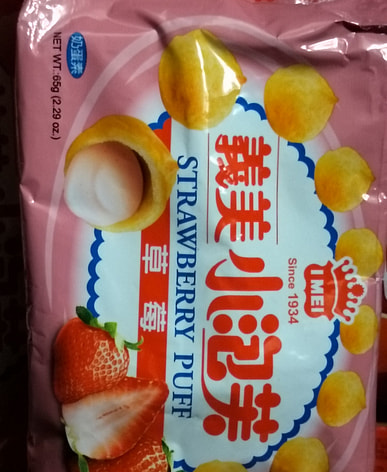 奶蛋素
NET WT. 65g (2.29 oz.)
I MEI
Since 1934
義美小泡芙
STRAWBERRY PUFF
草莓